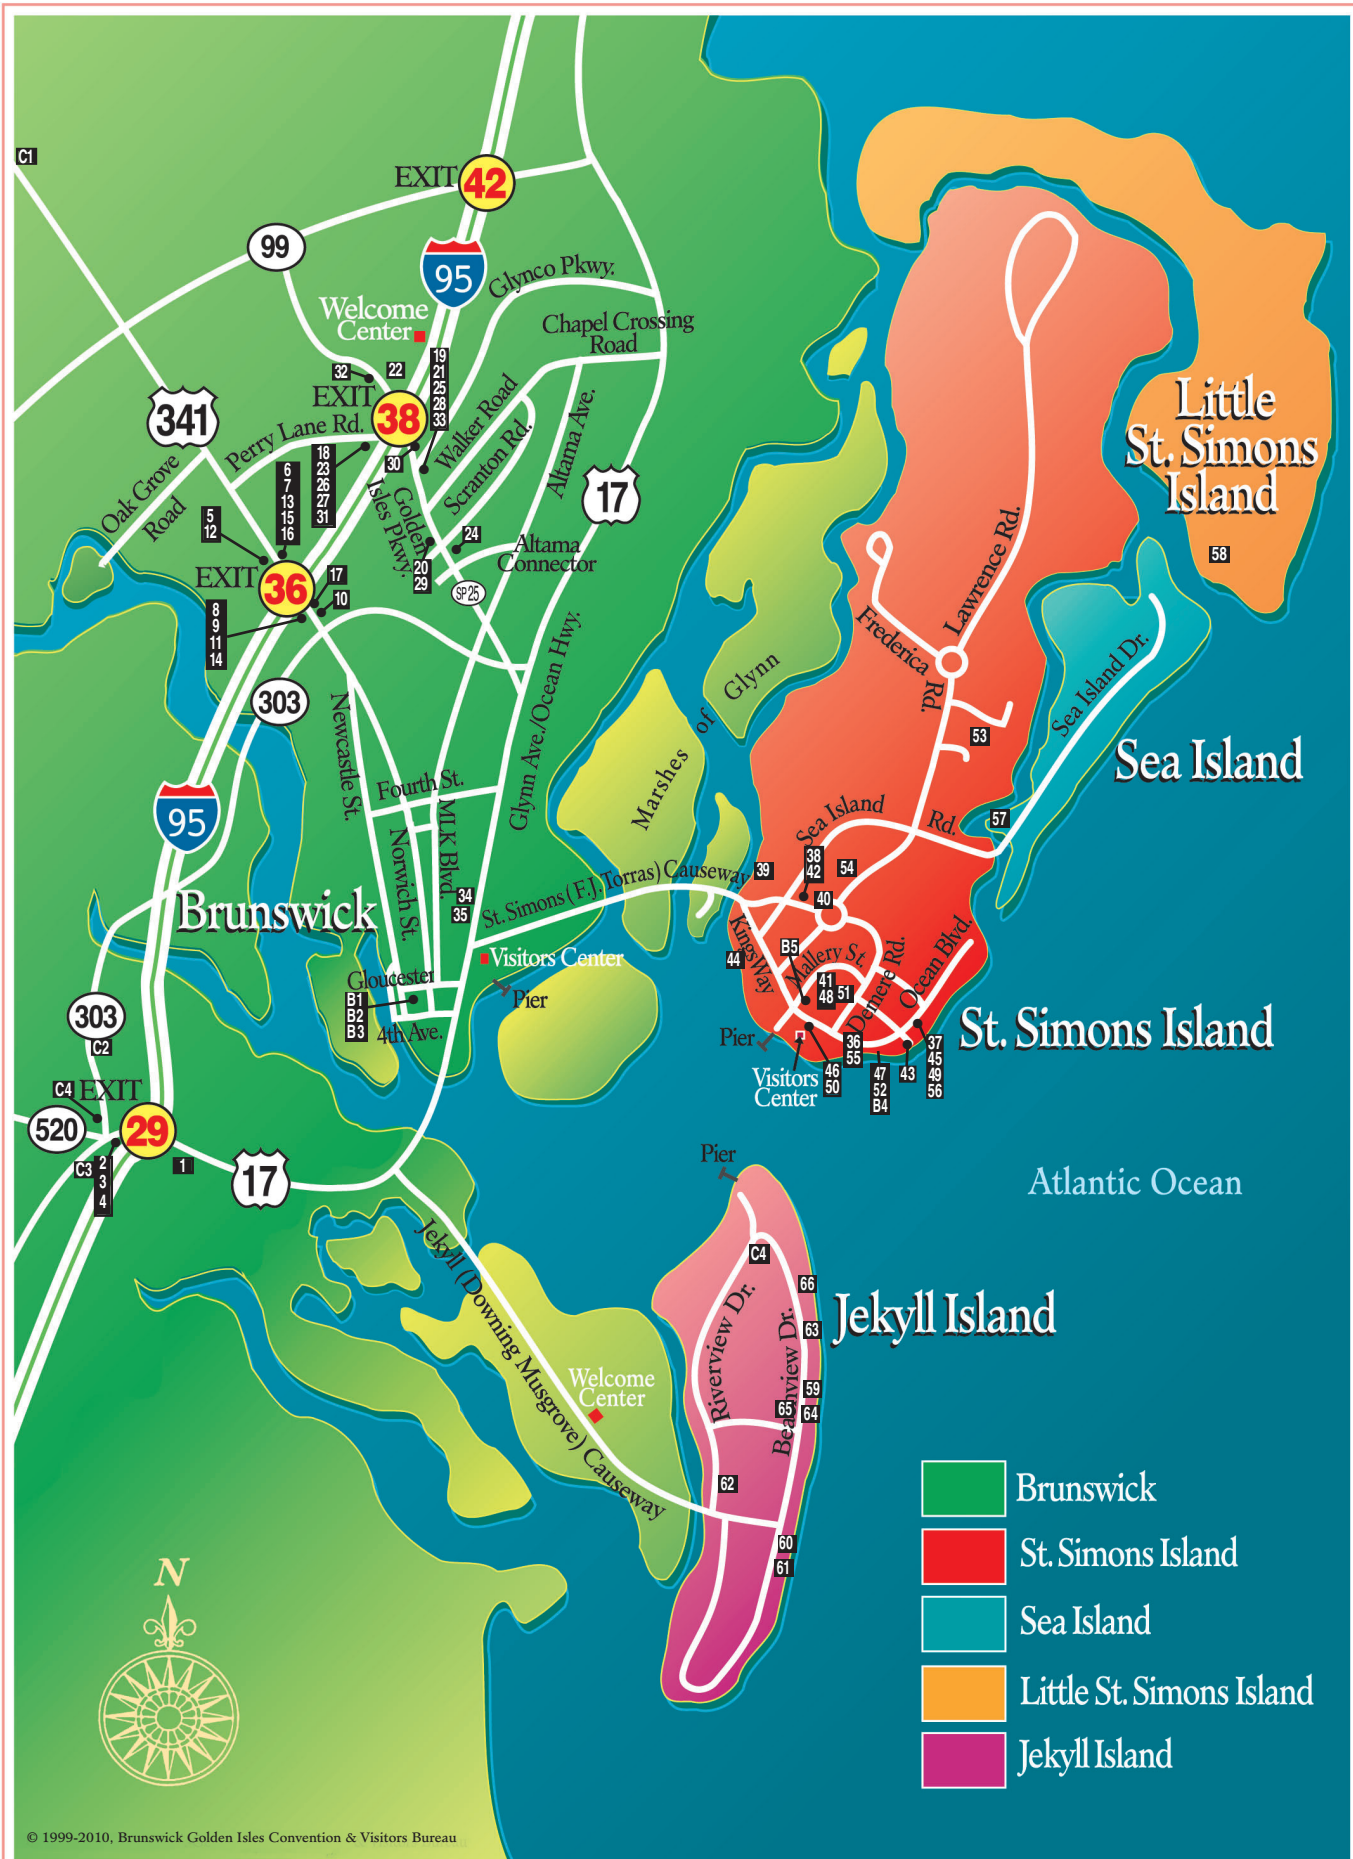 C1
EXIT 42
99
95
Glynco Pkwy.
Welcome
Center
Chapel Crossing
Road
32
22
19
21
25
28
33
EXIT
38
341
Perry Lane Rd.
Walker Road
Scranton Rd.
Altama Ave.
17
30
18
23
26
27
31
6
7
13
15
16
Oak Grove
Road
5
12
Golden
Isles Pkwy.
24
Altama
Connector
20
29
SP 25
EXIT 36
17
10
8
9
11
14
303
Newcastle St.
Glynn Ave./Ocean Hwy.
Fourth St.
Norwich St.
MLK Blvd.
95
Brunswick
34
35
St. Simons (F.J. Torras) Causeway
Visitors Center
Pier
Gloucester
B1
B2
B3
4th Ave.
303
C2
C4
EXIT
29
520
C3
2
3
4
1
17
Marshes
of
Glynn
Little
St. Simons
Island
58
Lawrence Rd.
Frederica
Rd.
53
Sea Island Dr.
Sea Island
57
Sea Island
Rd.
39
38
42
54
40
Kings Way
44
B5
Mallery St.
41
48
51
Demere Rd.
Ocean Blvd.
St. Simons Island
Pier
Visitors
Center
36
55
46
50
47
52
B4
43
37
45
49
56
Pier
Atlantic Ocean
C4
66
Jekyll Island
63
Riverview Dr.
Beachview Dr.
59
65
64
62
60
61
Jekyll (Downing Musgrove) Causeway
Welcome
Center
Brunswick
St. Simons Island
Sea Island
Little St. Simons Island
Jekyll Island
N
© 1999-2010, Brunswick Golden Isles Convention & Visitors Bureau